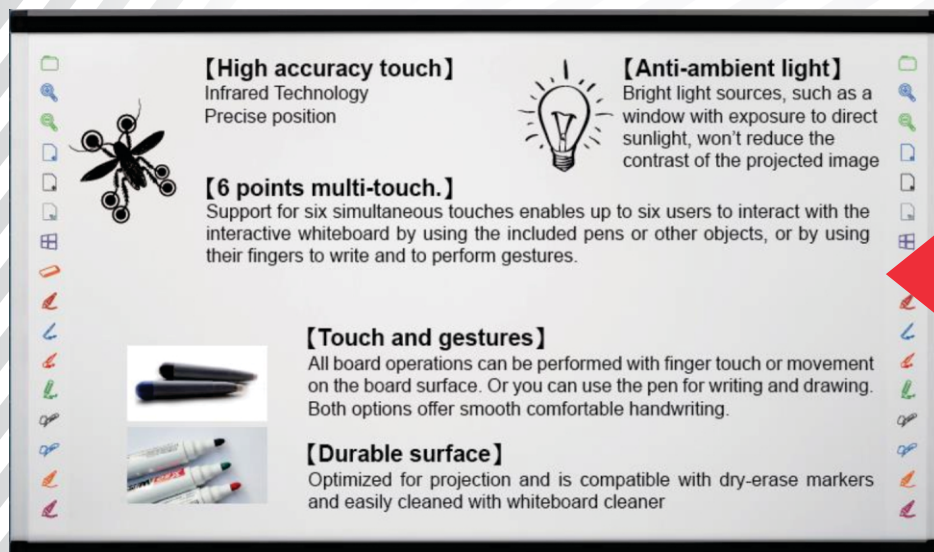 【High accuracy touch】
Infrared Technology
Precise position
【Anti-ambient light】
Bright light sources, such as a
window with exposure to direct
sunlight, won't reduce the
contrast of the projected image
【6 points multi-touch.】
Support for six simultaneous touches enables up to six users to interact with the
interactive whiteboard by using the included pens or other objects, or by using
their fingers to write and to perform gestures.
【Touch and gestures】
All board operations can be performed with finger touch or movement
on the board surface. Or you can use the pen for writing and drawing.
Both options offer smooth comfortable handwriting.
【Durable surface】
Optimized for projection and is compatible with dry-erase markers
and easily cleaned with whiteboard cleaner